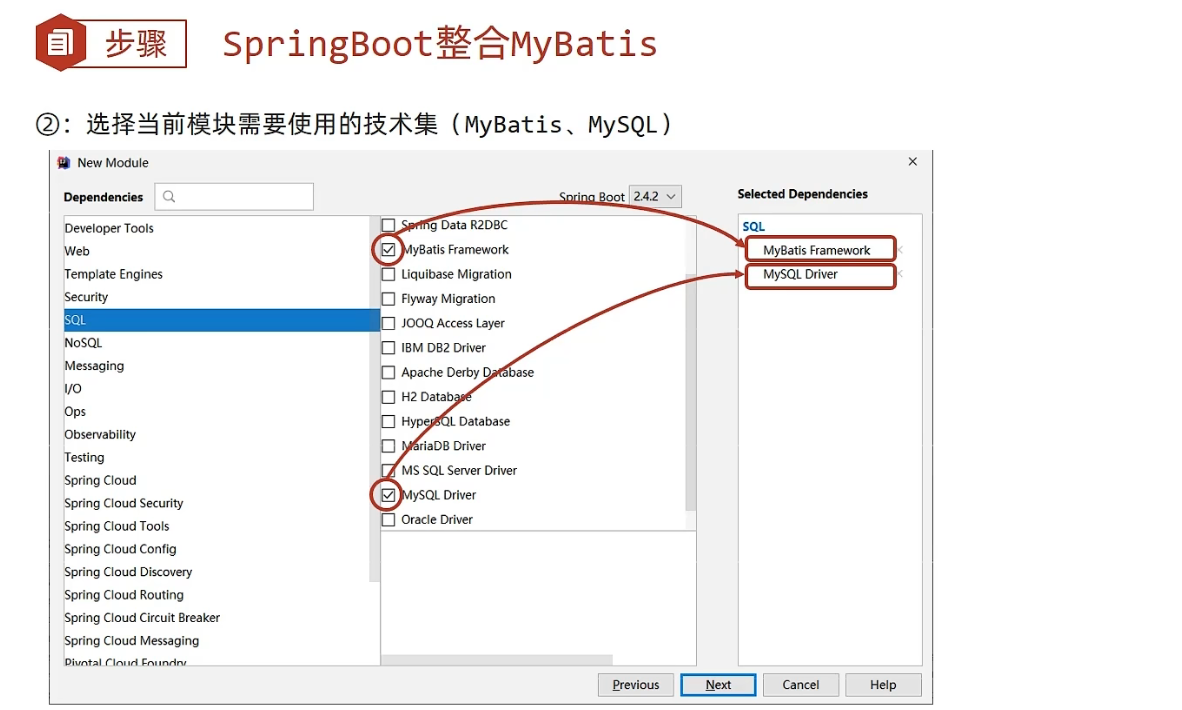 步骤
SpringBoot整合MyBatis
②：选择当前模块需要使用的技术集（MyBatis、MySQL）
New Module
Dependencies
Spring Boot 2.4.2
Selected Dependencies
Developer Tools
Web
Template Engines
Security
SQL
NoSQL
Messaging
I/O
Ops
Observability
Testing
Spring Cloud
Spring Cloud Security
Spring Cloud Tools
Spring Cloud Config
Spring Cloud Discovery
Spring Cloud Routing
Spring Cloud Circuit Breaker
Spring Cloud Messaging
Pivotal Cloud Foundry
Spring Data R2DBC
MyBatis Framework
Liquibase Migration
Flyway Migration
JOOQ Access Layer
IBM DB2 Driver
Apache Derby Database
H2 Database
HyperSQL Database
MariaDB Driver
MS SQL Server Driver
MySQL Driver
Oracle Driver
SQL
MyBatis Framework
MySQL Driver
Previous
Next
Cancel
Help